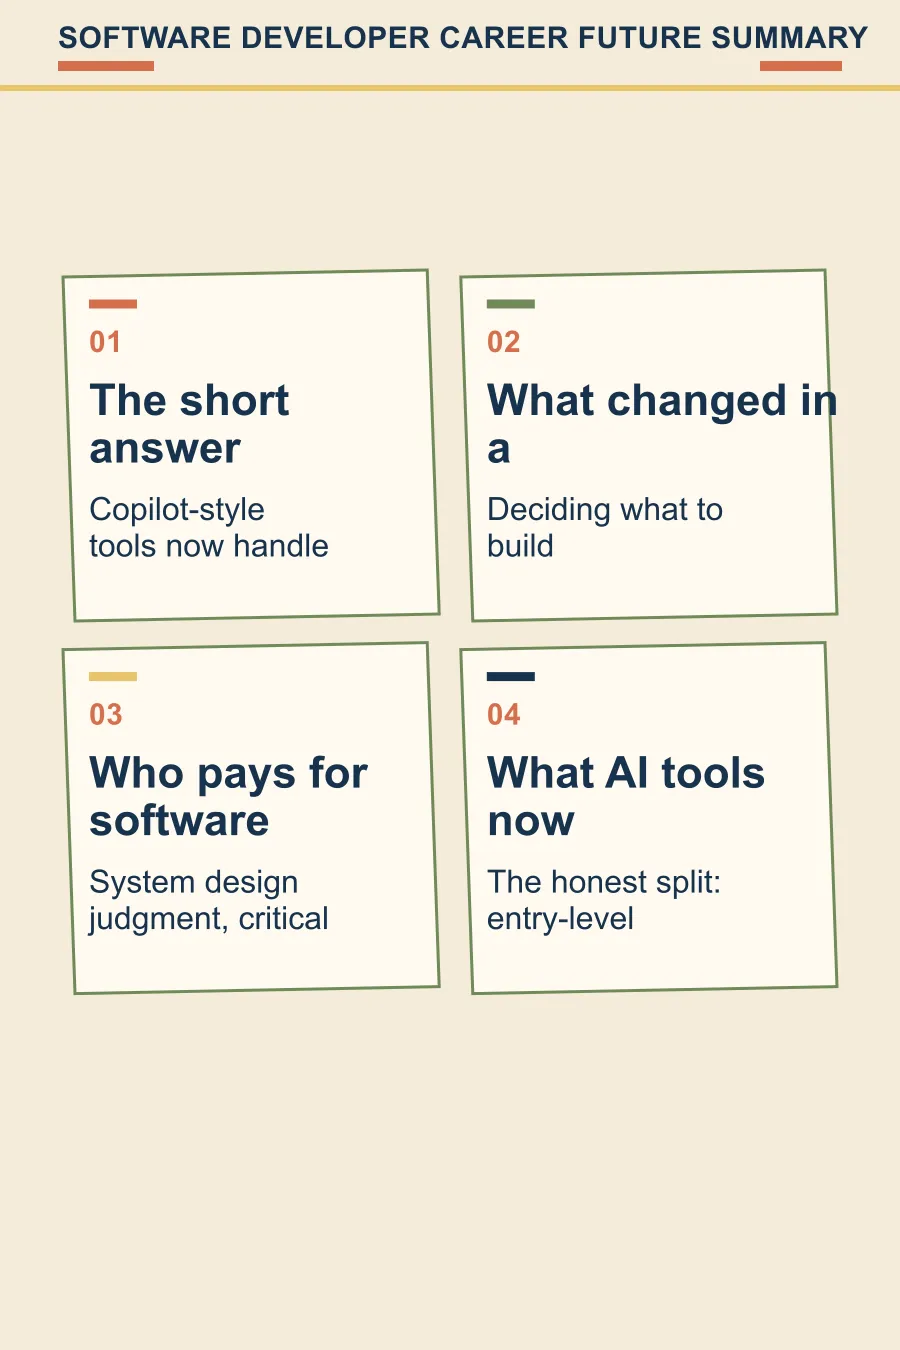 SOFTWARE DEVELOPER CAREER FUTURE SUMMARY
01
The short
answer
Copilot-style
tools now handle
02
What changed in
a
Deciding what to
build
03
Who pays for
software
System design
judgment, critical
04
What AI tools
now
The honest split:
entry-level